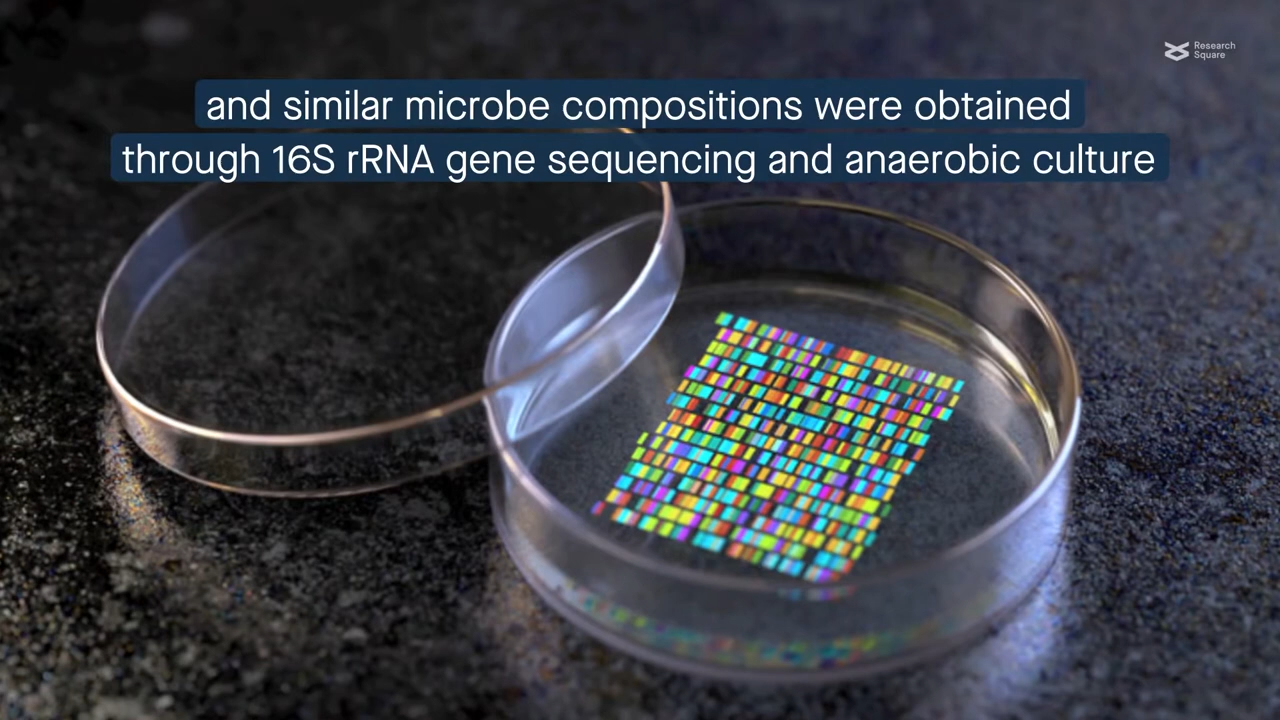 Research
Square
and similar microbe compositions were obtained
through 16S rRNA gene sequencing and anaerobic culture